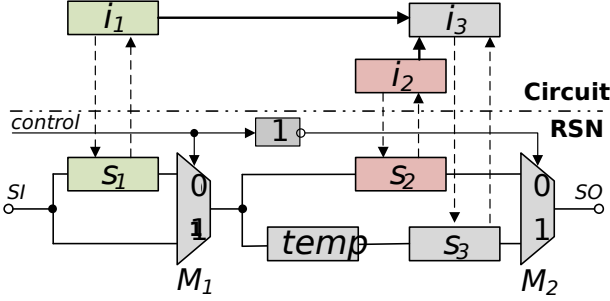 i1
i3
i2
Circuit
control
RSN
1
s1
s2
0
0
SI
SO
1
1
temp
s3
M1
M2